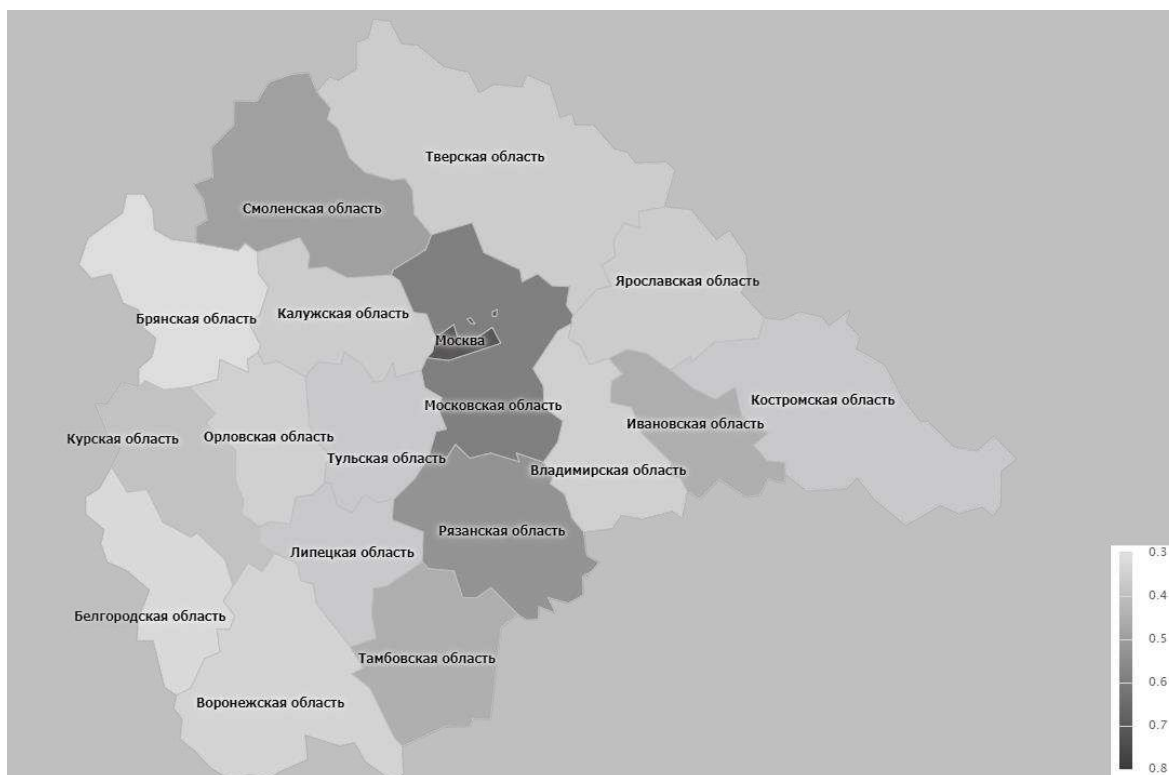 Тверская область
Смоленская область
Ярославская область
Калужская область
Брянская область
Москва
Костромская область
Московская область
Ивановская область
Орловская область
Курская область
Тульская область
Владимирская область
Рязанская область
Липецкая область
Белгородская область
Тамбовская область
Воронежская область
0.3
0.4
0.5
0.6
0.7
0.8